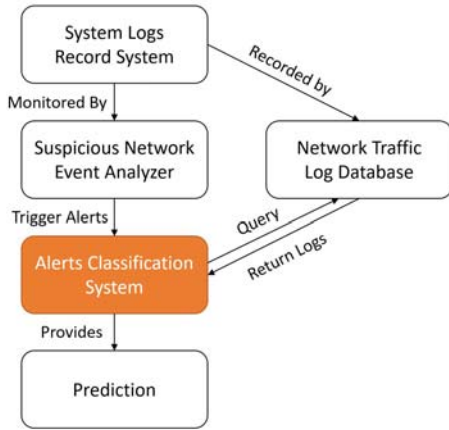 System Logs
Record System
Recorded by
Monitored By
Suspicious Network
Event Analyzer
Network Traffic
Log Database
Trigger Alerts
Query
Return Logs
Alerts Classification
System
Provides
Prediction